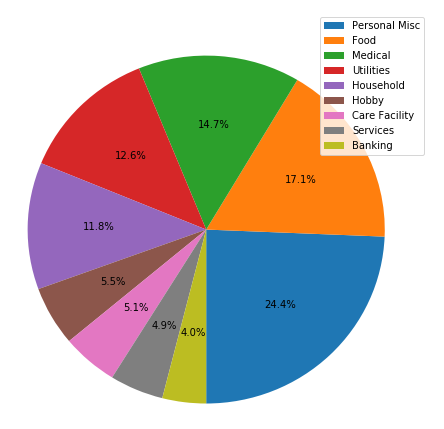 Personal Misc
Food
Medical
Utilities
Household
Hobby
Care Facility
Services
Banking
14.7%
12.6%
17.1%
11.8%
5.5%
5.1%
4.9%
4.0%
24.4%